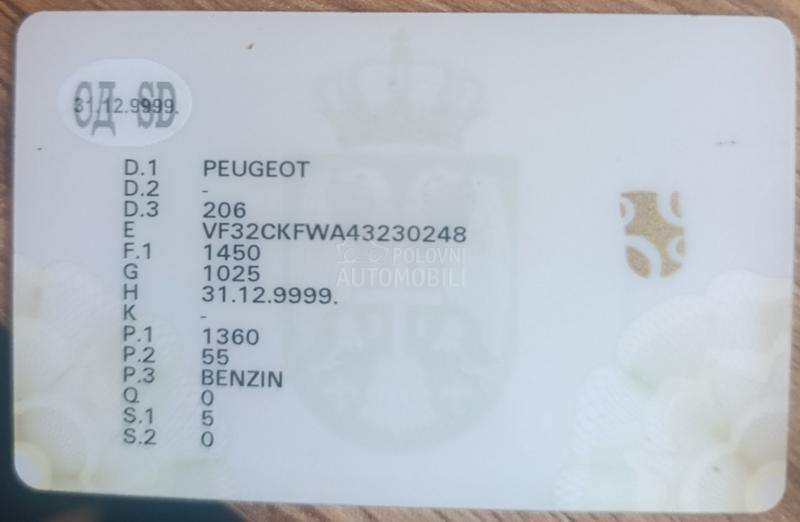 ОД SD
31.12.9999.
D.1 PEUGEOT
D.2 -
D.3 206
E VF32CKFWA43230248
F.1 1450
G 1025
H 31.12.9999.
K -
P.1 1360
P.2 55
P.3 BENZIN
Q 0
S.1 5
S.2 0
POLOVNI
AUTOMOBILI